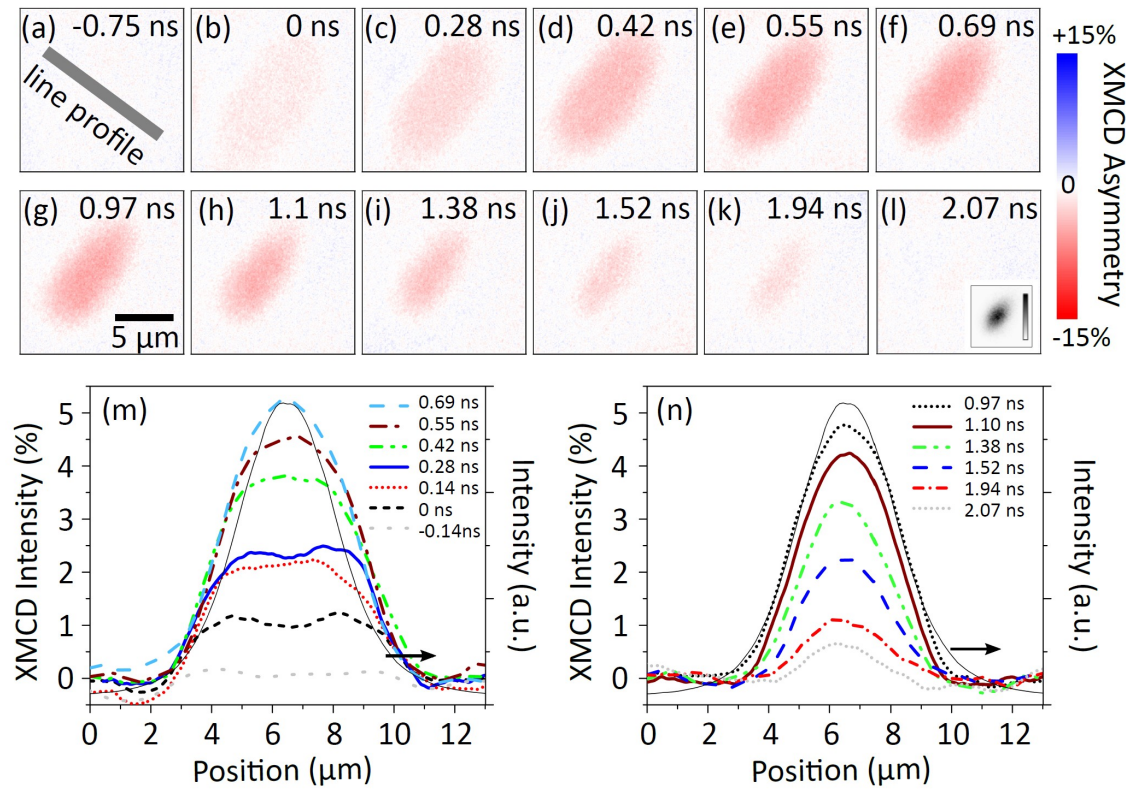 (a) -0.75 ns
line profile
(b) 0 ns
(c) 0.28 ns
(d) 0.42 ns
(e) 0.55 ns
(f) 0.69 ns
+15%
0
-15%
XMCD Asymmetry
(g) 0.97 ns
5 µm
(h) 1.1 ns
(i) 1.38 ns
(j) 1.52 ns
(k) 1.94 ns
(l) 2.07 ns
(m)
0.69 ns
0.55 ns
0.42 ns
0.28 ns
0.14 ns
0 ns
-0.14ns
XMCD Intensity (%)
5
4
3
2
1
0
0 2 4 6 8 10 12
Position (µm)
Intensity (a.u.)
(n)
0.97 ns
1.10 ns
1.38 ns
1.52 ns
1.94 ns
2.07 ns
XMCD Intensity (%)
5
4
3
2
1
0
0 2 4 6 8 10 12
Position (µm)
Intensity (a.u.)